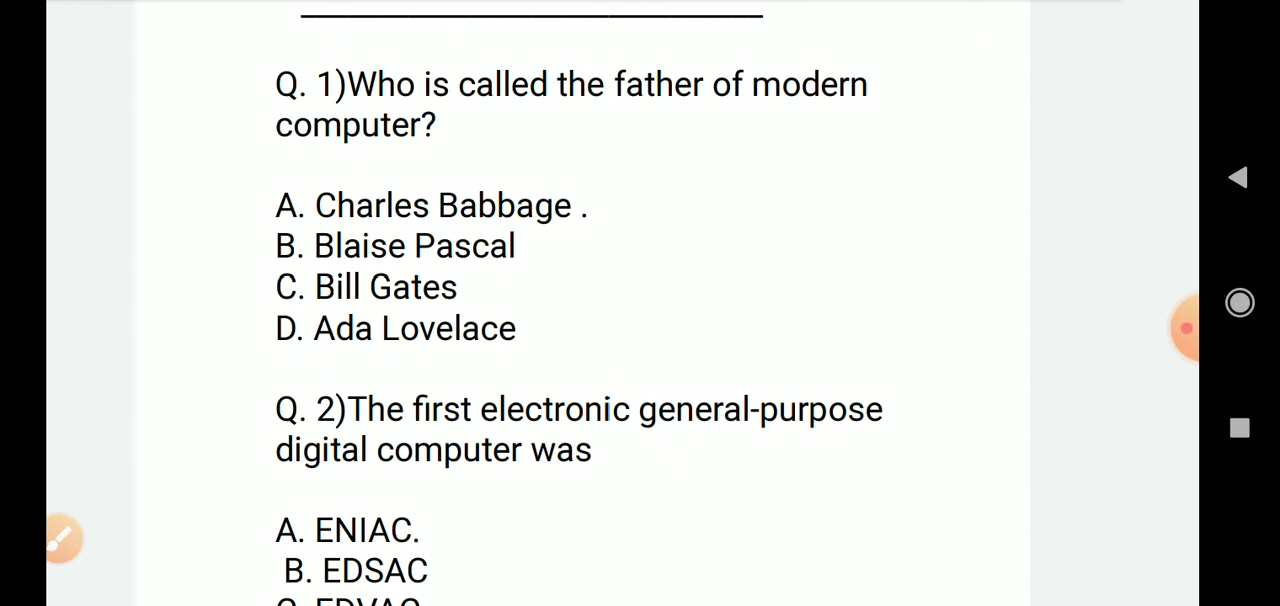 Q. 1)Who is called the father of modern
computer?
A. Charles Babbage .
B. Blaise Pascal
C. Bill Gates
D. Ada Lovelace
Q. 2)The first electronic general-purpose
digital computer was
A. ENIAC.
B. EDSAC